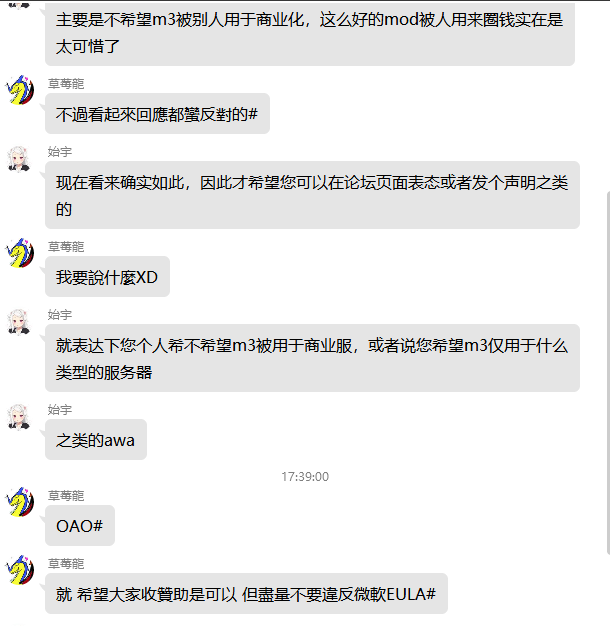 主要是不希望m3被别人用于商业化，这么好的mod被人用来圈钱实在是
太可惜了
草莓龍
不過看起來回應都蠻反對的#
始宇
现在看来确实如此，因此才希望您可以在论坛页面表态或者发个声明之类
的
草莓龍
我要說什麼XD
始宇
就表达下您个人希不希望m3被用于商业服，或者说您希望m3仅用于什么
类型的服务器
始宇
之类的awa
17:39:00
草莓龍
OAO#
草莓龍
就 希望大家收贊助是可以 但盡量不要違反微軟EULA#